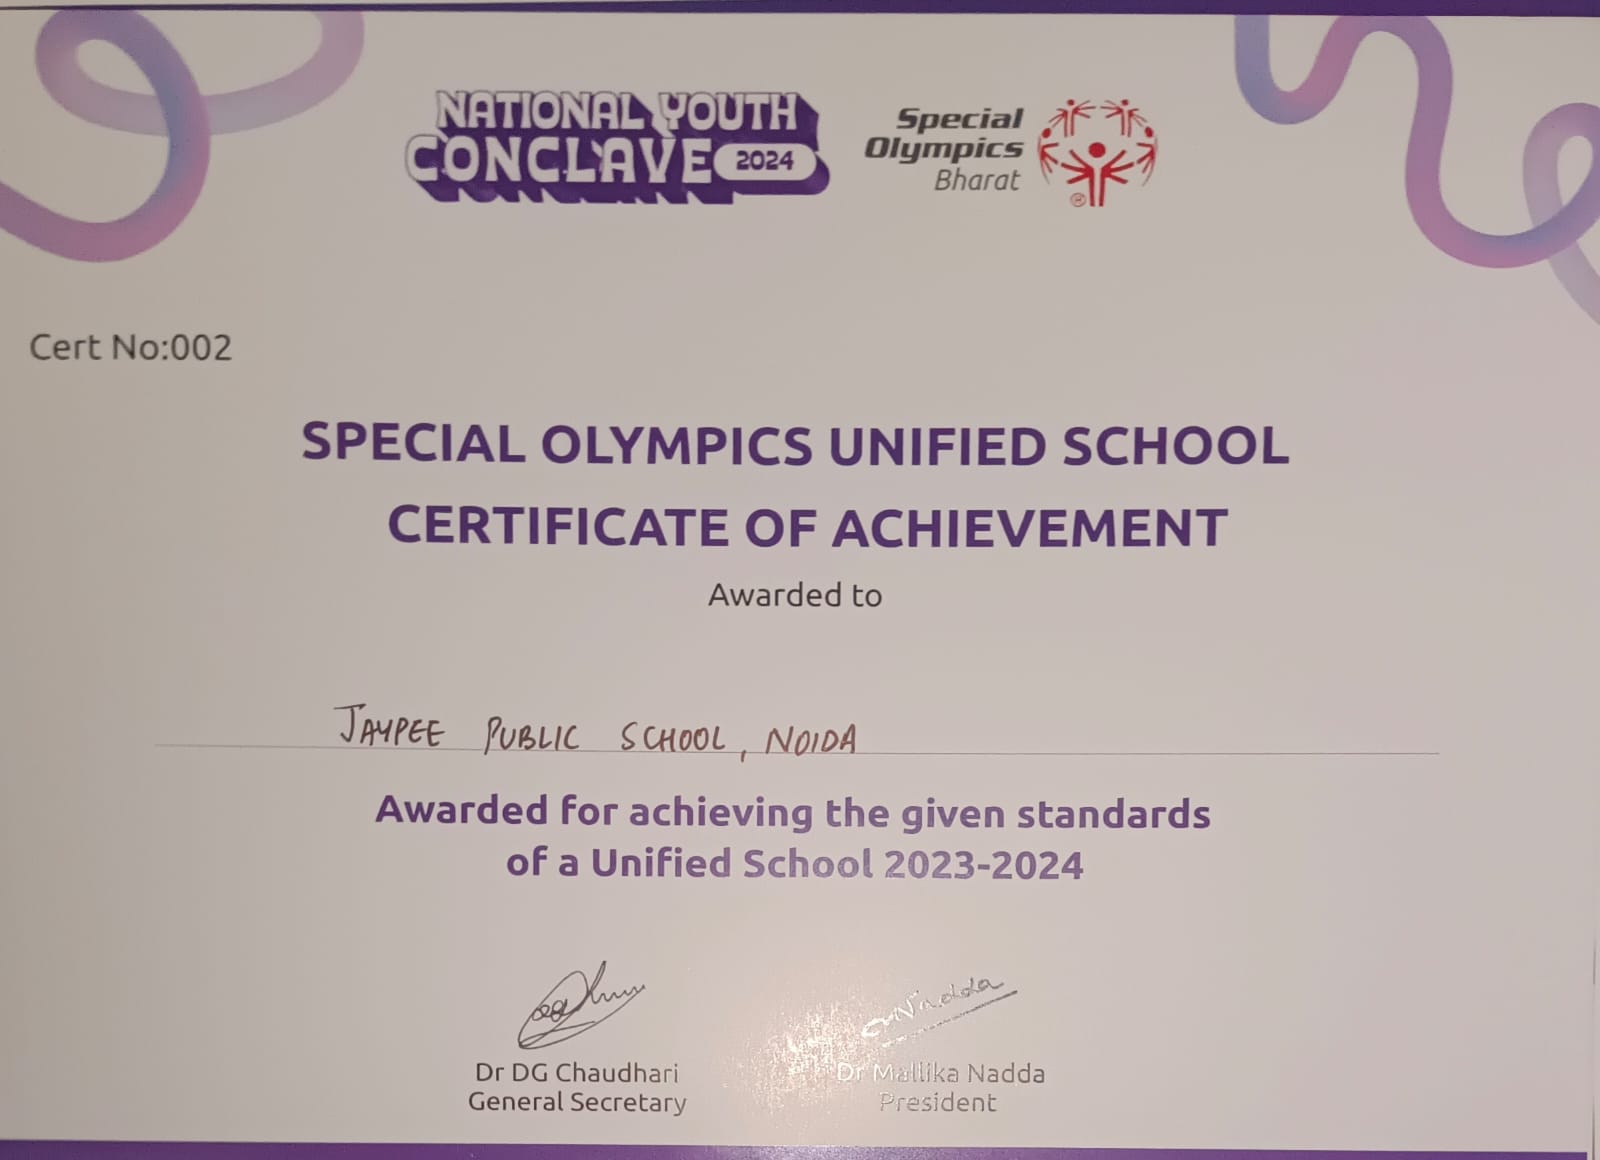 NATIONAL YOUTH
CONCLAVE 2024
Special
Olympics
Bharat
®
Cert No:002
SPECIAL OLYMPICS UNIFIED SCHOOL
CERTIFICATE OF ACHIEVEMENT
Awarded to
JAYPEE PUBLIC SCHOOL, NOIDA
Awarded for achieving the given standards
of a Unified School 2023-2024
Nadda
Dr DG Chaudhari
General Secretary
Dr Mallika Nadda
President